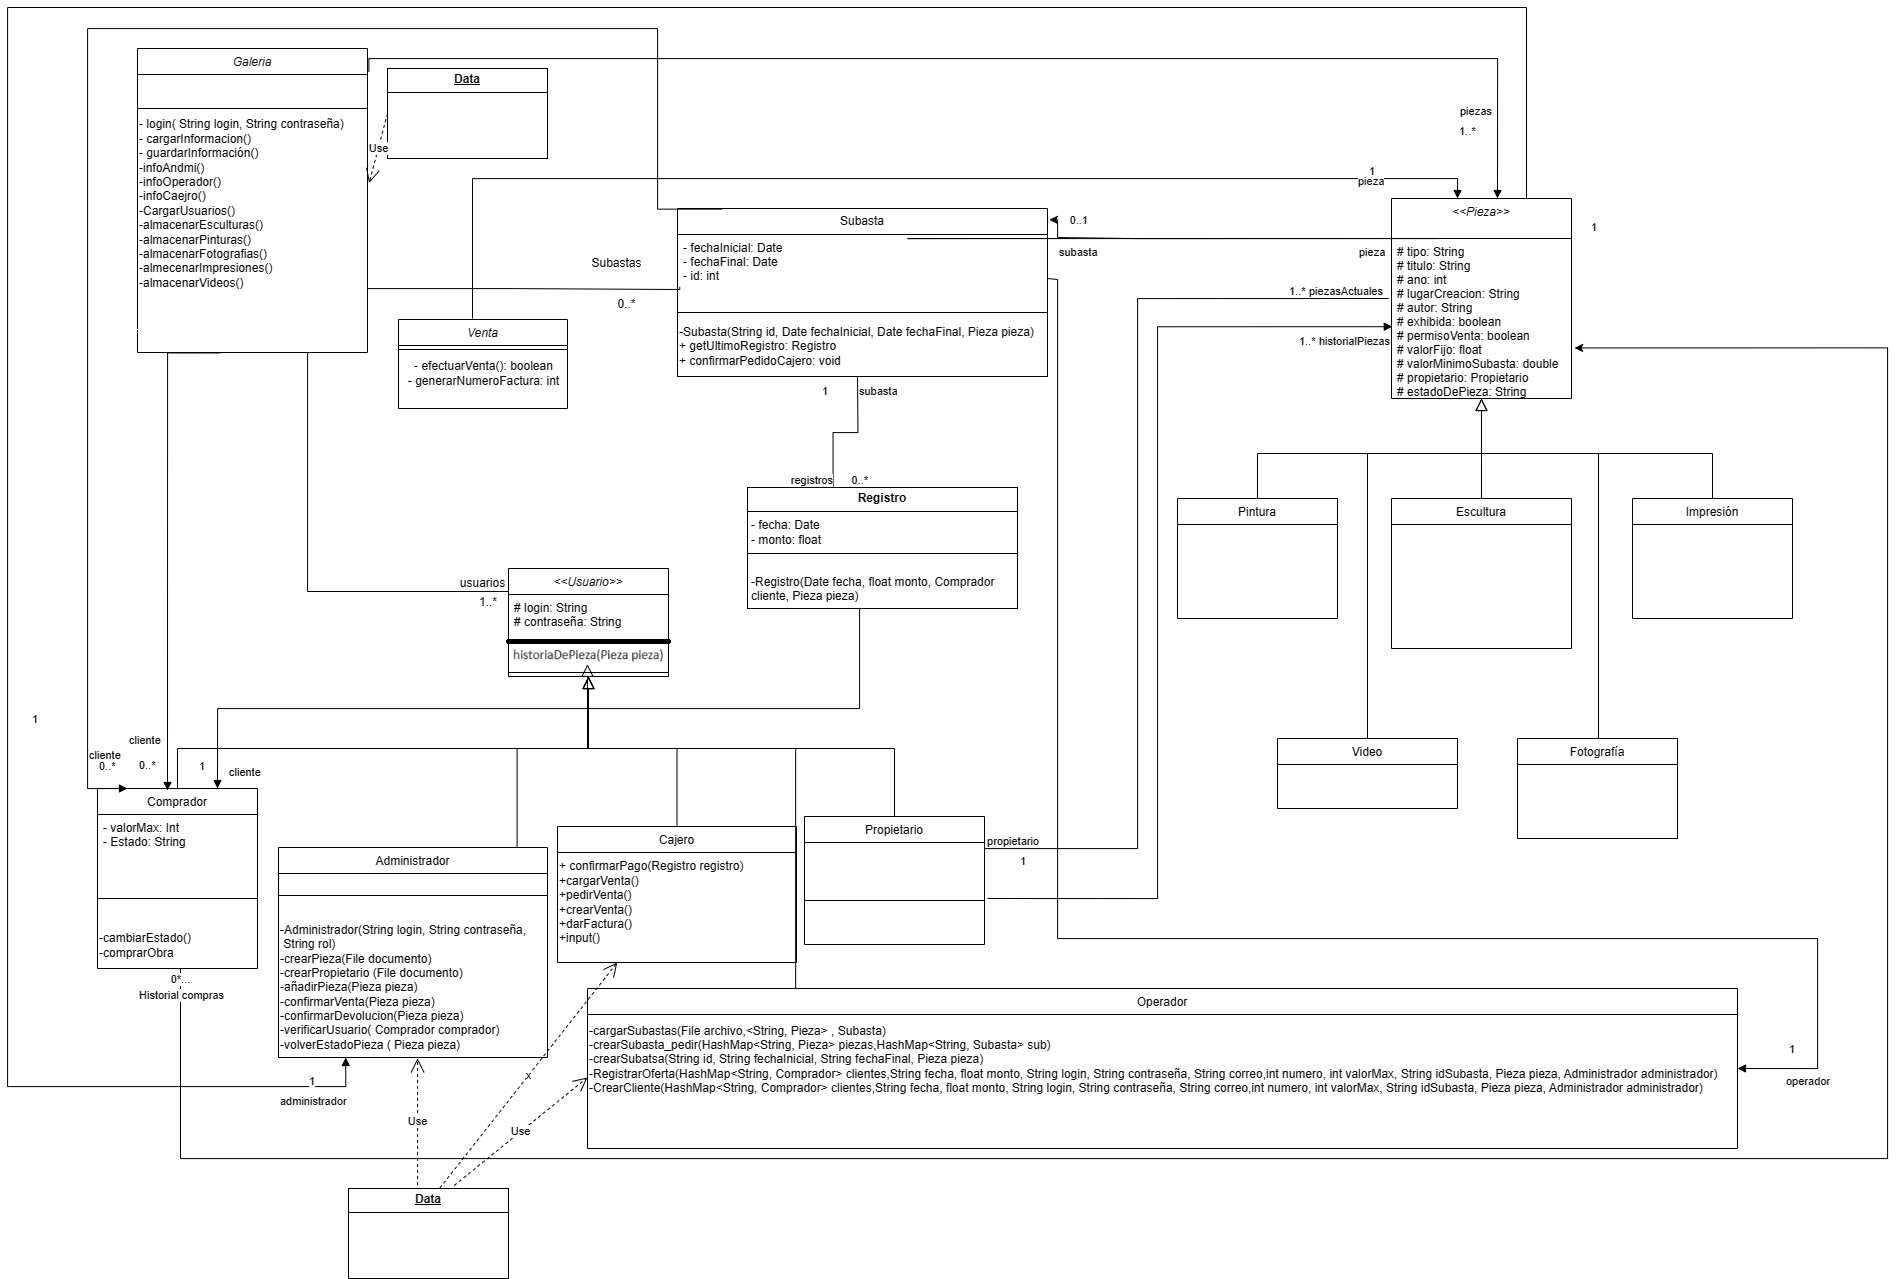 Galeria
- login( String login, String contraseña)
- cargarInformacion()
- guardarInformación()
-infoAndmi()
-infoOperador()
-infoCaejro()
-CargarUsuarios()
-almacenarEsculturas()
-almacenarPinturas()
-almacenarFotografias()
-almecenarImpresiones()
-almacenarVideos()
Data
Use
piezas
1..*
1
pieza
Subasta
- fechaInicial: Date
- fechaFinal: Date
- id: int
-Subasta(String id, Date fechaInicial, Date fechaFinal, Pieza pieza)
+ getUltimoRegistro: Registro
+ confirmarPedidoCajero: void
Subastas
0..*
0..1
subasta
pieza
<<Pieza>>
# tipo: String
# titulo: String
# ano: int
# lugarCreacion: String
# autor: String
# exhibida: boolean
# permisoVenta: boolean
# valorFijo: float
# valorMinimoSubasta: double
# propietario: Propietario
# estadoDePieza: String
1
1..* piezasActuales
1..* historialPiezas
Venta
- efectuarVenta(): boolean
- generarNumeroFactura: int
1
subasta
registros
0..*
Registro
- fecha: Date
- monto: float
-Registro(Date fecha, float monto, Comprador
cliente, Pieza pieza)
Pintura
Escultura
Impresión
Video
Fotografía
usuarios
1..*
<<Usuario>>
# login: String
# contraseña: String
historiaDePieza(Pieza pieza)
1
cliente
0..*
cliente
0..*
1
cliente
Comprador
- valorMax: Int
- Estado: String
-cambiarEstado()
-comprarObra
0*...
Historial compras
Administrador
-Administrador(String login, String contraseña,
String rol)
-crearPieza(File documento)
-crearPropietario (File documento)
-añadirPieza(Pieza pieza)
-confirmarVenta(Pieza pieza)
-confirmarDevolucion(Pieza pieza)
-verificarUsuario( Comprador comprador)
-volverEstadoPieza ( Pieza pieza)
1
administrador
Cajero
+ confirmarPago(Registro registro)
+cargarVenta()
+pedirVenta()
+crearVenta()
+darFactura()
+input()
Propietario
propietario
1
Operador
-cargarSubastas(File archivo,<String, Pieza> , Subasta)
-crearSubasta_pedir(HashMap<String, Pieza> piezas,HashMap<String, Subasta> sub)
-crearSubatsa(String id, String fechaInicial, String fechaFinal, Pieza pieza)
-RegistrarOferta(HashMap<String, Comprador> clientes,String fecha, float monto, String login, String contraseña, String correo,int numero, int valorMax, String idSubasta, Pieza pieza, Administrador administrador)
-CrearCliente(HashMap<String, Comprador> clientes,String fecha, float monto, String login, String contraseña, String correo,int numero, int valorMax, String idSubasta, Pieza pieza, Administrador administrador)
1
operador
x
Use
Use
Data